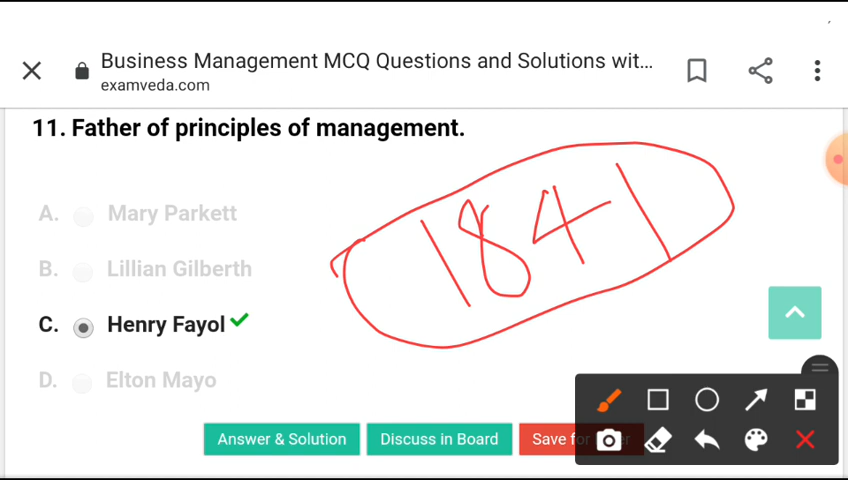 Business Management MCQ Questions and Solutions wit...
examveda.com
11. Father of principles of management.
A. Mary Parkett
B. Lillian Gilberth
C. Henry Fayol
D. Elton Mayo
1841
Answer & Solution
Discuss in Board
Save for